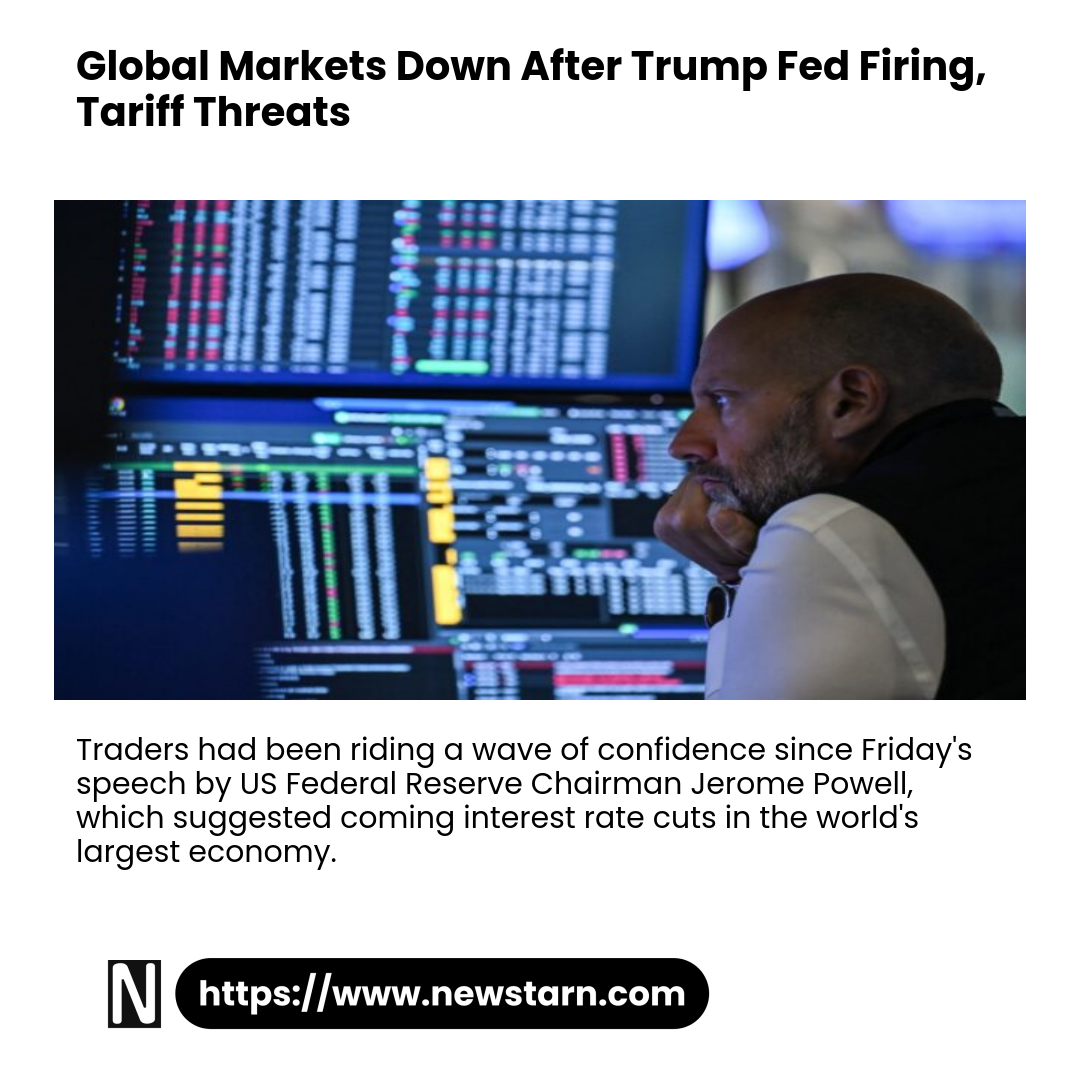 Global Markets Down After Trump Fed Firing,
Tariff Threats
Traders had been riding a wave of confidence since Friday's
speech by US Federal Reserve Chairman Jerome Powell,
which suggested coming interest rate cuts in the world's
largest economy.
N https://www.newstarn.com